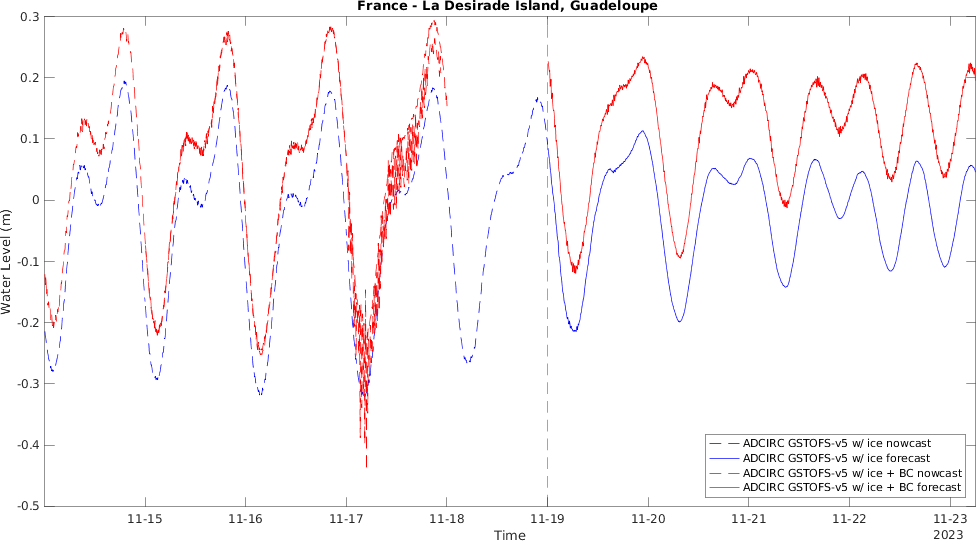 France - La Desirade Island, Guadeloupe
Water Level (m)
0.3
0.2
0.1
0
-0.1
-0.2
-0.3
-0.4
-0.5
ADCIRC GSTOFS-v5 w/ ice nowcast
ADCIRC GSTOFS-v5 w/ ice forecast
ADCIRC GSTOFS-v5 w/ ice + BC nowcast
ADCIRC GSTOFS-v5 w/ ice + BC forecast
11-15 11-16 11-17 11-18 11-19 11-20 11-21 11-22 11-23
Time 2023